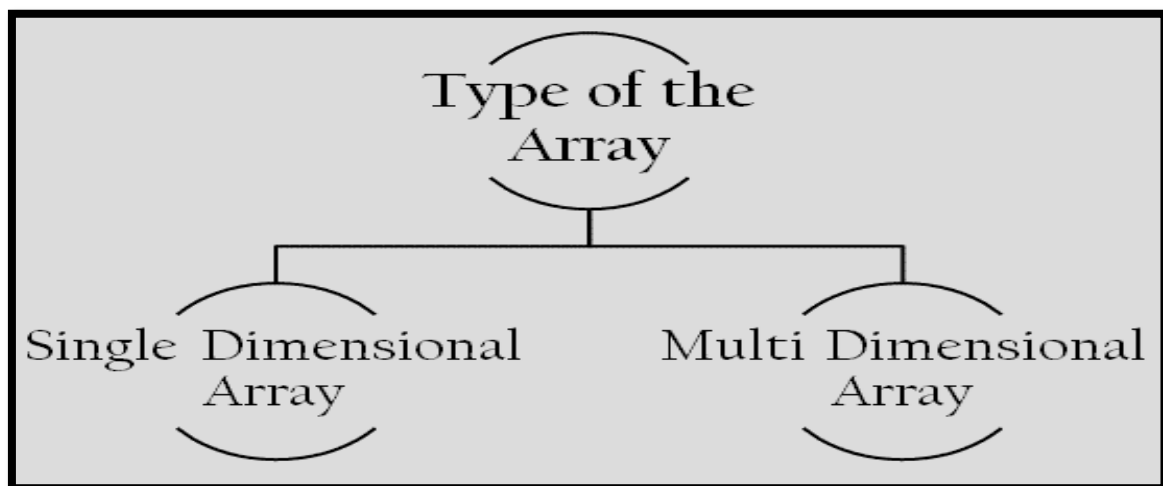 Type of the
Array
Single Dimensional
Array
Multi Dimensional
Array